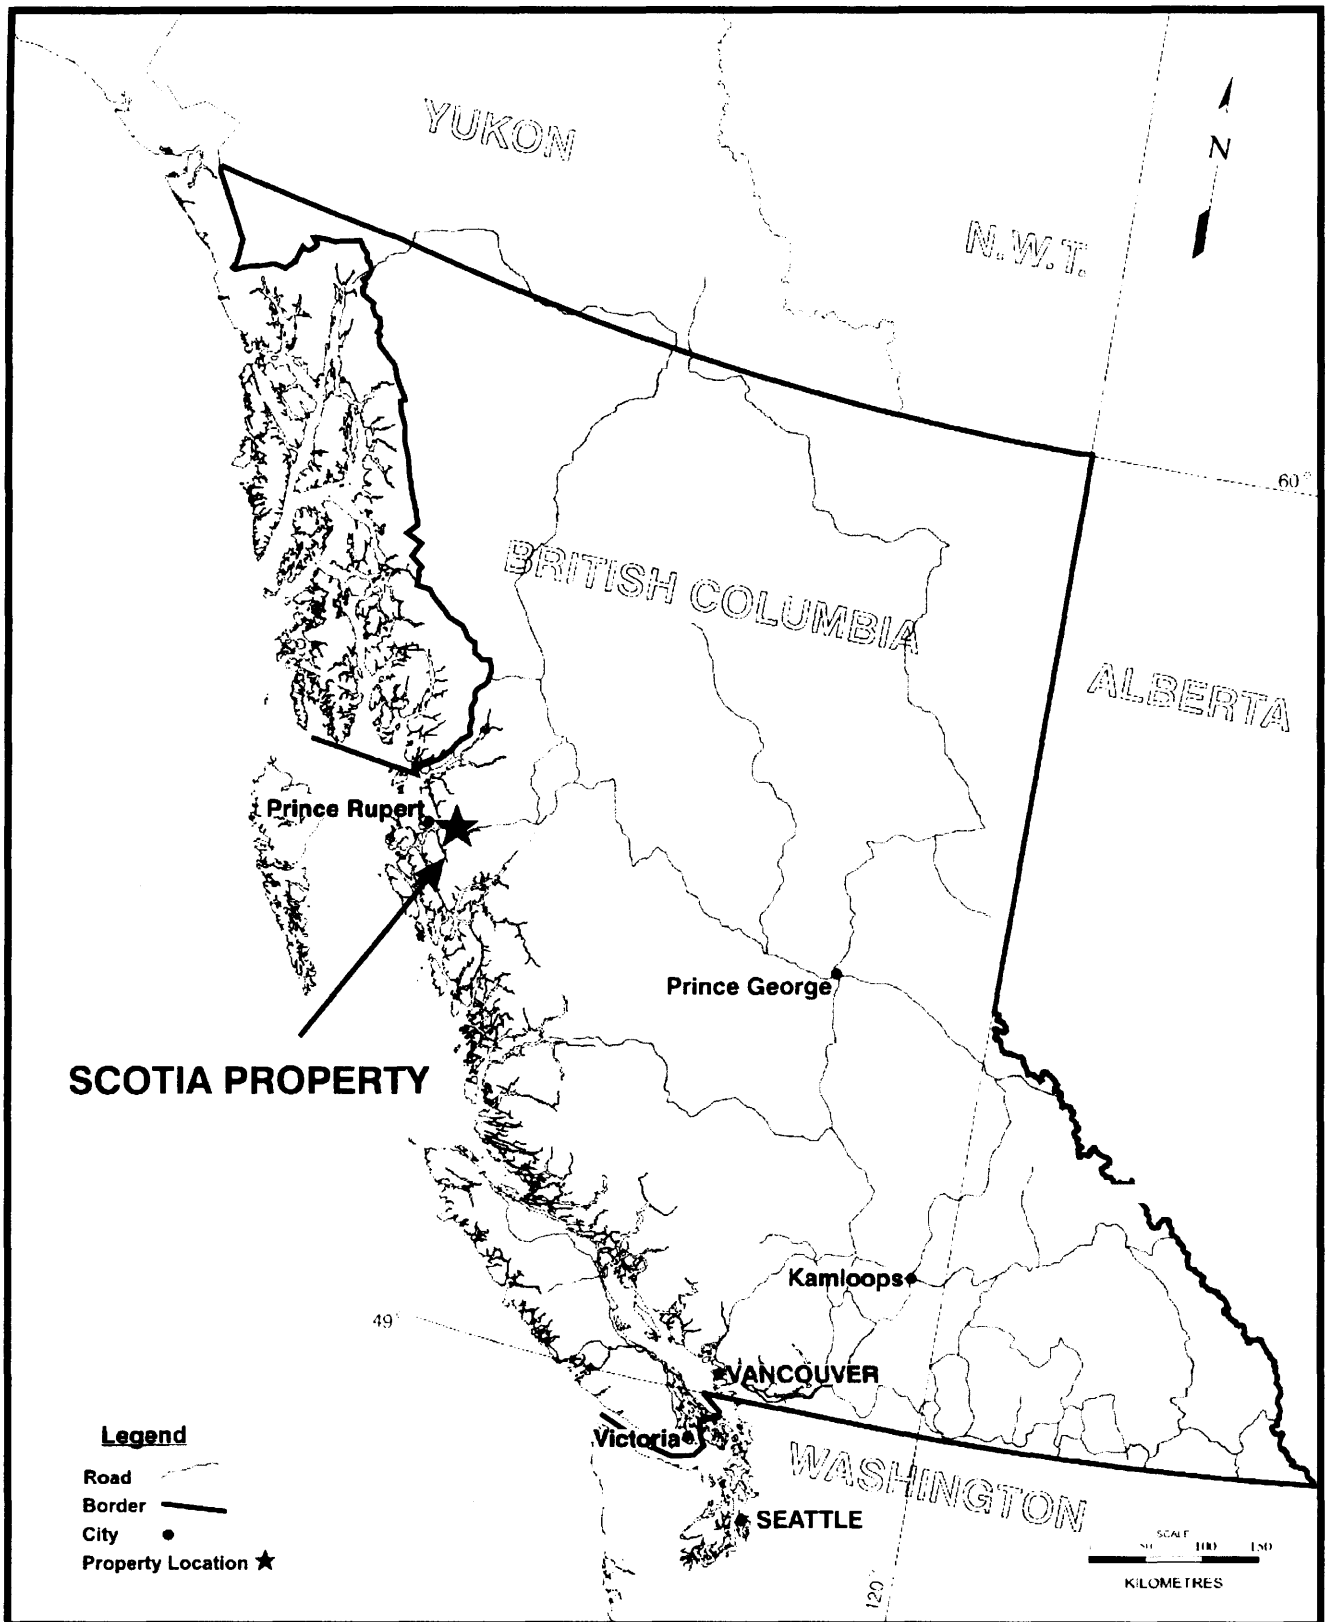 YUKON
N
N.W.T.
60°
BRITISH COLUMBIA
ALBERTA
Prince Rupert
Prince George
SCOTIA PROPERTY
Kamloops
49°
VANCOUVER
Legend
Victoria
WASHINGTON
Road
Border
SEATTLE
City
SCALE
50 100 150
Property Location
KILOMETRES
120°